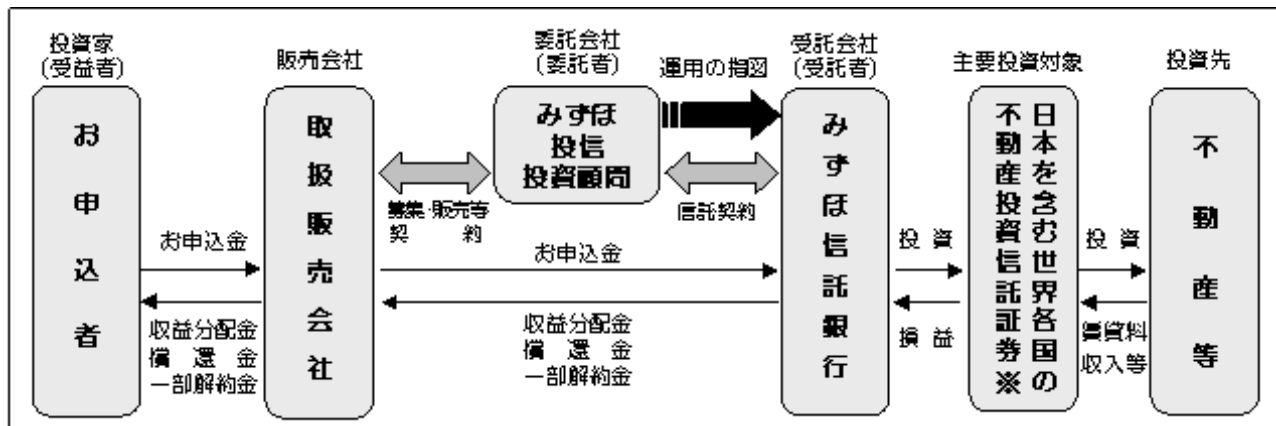 投資家
(受益者)
お申込者
お申込金
収益分配金
償還金
一部解約金
販売会社
取扱販売会社
募集・販売等
契約
委託会社
(委託者)
みずほ
投信
投資顧問
運用の指図
信託契約
お申込金
収益分配金
償還金
一部解約金
受託会社
(受託者)
みずほ信託銀行
投資
損益
主要投資対象
日本を含む世界各国の
不動産投資信託証券※
投資
賃貸料
収入等
投資先
不動産等